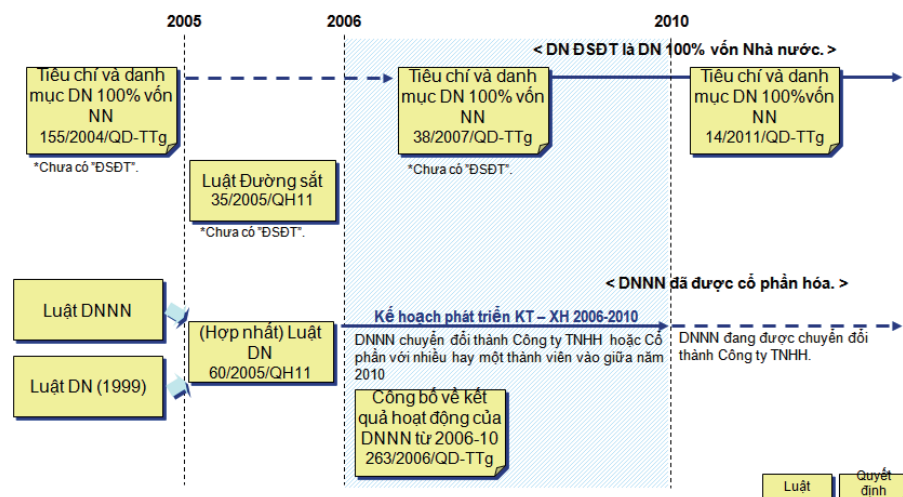 2005
2006
2010
< DN ĐSĐT là DN 100% vốn Nhà nước. >
Tiêu chí và danh
mục DN 100% vốn
NN
155/2004/QD-TTg
*Chưa có "ĐSĐT".
Tiêu chí và danh
mục DN 100% vốn
NN
38/2007/QD-TTg
*Chưa có "ĐSĐT".
Tiêu chí và danh
mục DN 100%vốn
NN
14/2011/QD-TTg
Luật Đường sắt
35/2005/QH11
*Chưa có "ĐSĐT".
< DNNN đã được cổ phần hóa. >
Luật DNNN
Luật DN (1999)
(Hợp nhất) Luật
DN
60/2005/QH11
Kế hoạch phát triển KT – XH 2006-2010
DNNN chuyển đổi thành Công ty TNHH hoặc Cổ
phần với nhiều hay một thành viên vào giữa năm
2010
DNNN đang được chuyển đổi
thành Công ty TNHH.
Công bố về kết
quả hoạt động của
DNNN từ 2006-10
263/2006/QD-TTg
Luật
Quyết
định